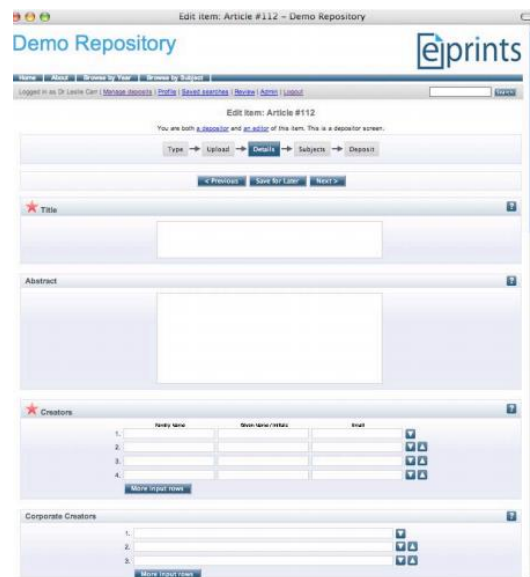 Edit item: Article #112 – Demo Repository
Demo Repository
eprints
Home | About | Browse by Year | Browse by Subject
Logged in as Dr Leslie Carr | Manage deposits | Profile | Saved searches | Review | Admin | Logout
Search
Edit item: Article #112
You are both a depositor and an editor of this item. This is a depositor screen.
Type → Upload → Details → Subjects → Deposit
< Previous Save for Later Next >
Title ?
Abstract ?
Creators ?
Family Name Given Name / Initials Email
1.
2.
3.
4.
More input rows
Corporate Creators ?
1.
2.
3.
More input rows